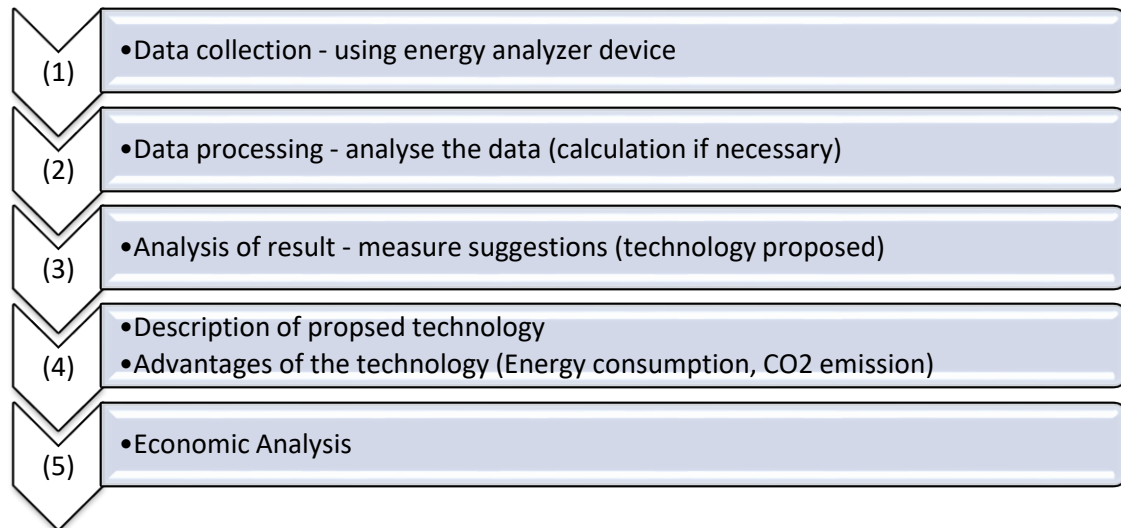 (1)
•Data collection - using energy analyzer device
(2)
•Data processing - analyse the data (calculation if necessary)
(3)
•Analysis of result - measure suggestions (technology proposed)
(4)
•Description of propsed technology
•Advantages of the technology (Energy consumption, CO2 emission)
(5)
•Economic Analysis